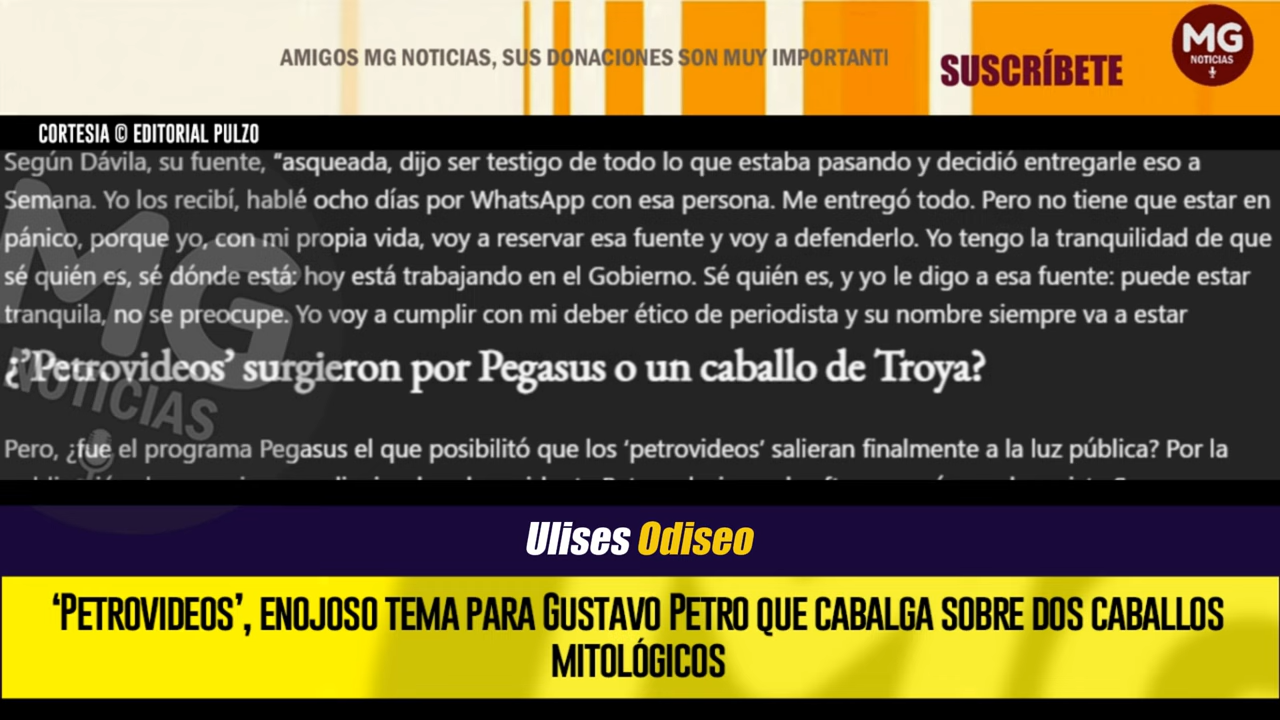 AMIGOS MG NOTICIAS, SUS DONACIONES SON MUY IMPORTANTI
SUSCRÍBETE
MG
NOTICIAS
CORTESIA © EDITORIAL PULZO
Según Dávila, su fuente, “asqueada, dijo ser testigo de todo lo que estaba pasando y decidió entregarle eso a
Semana. Yo los recibí, hablé ocho días por WhatsApp con esa persona. Me entregó todo. Pero no tiene que estar en
pánico, porque yo, con mi propia vida, voy a reservar esa fuente y voy a defenderlo. Yo tengo la tranquilidad de que
sé quién es, sé dónde está: hoy está trabajando en el Gobierno. Sé quién es, y yo le digo a esa fuente: puede estar
tranquila, no se preocupe. Yo voy a cumplir con mi deber ético de periodista y su nombre siempre va a estar
¿’Petrovideos’ surgieron por Pegasus o un caballo de Troya?
Pero, ¿fue el programa Pegasus el que posibilitó que los ‘petrovideos’ salieran finalmente a la luz pública? Por la
MG
NOTICIAS
Ulises Odiseo
‘PETROVIDEOS’, ENOJOSO TEMA PARA GUSTAVO PETRO QUE CABALGA SOBRE DOS CABALLOS
MITOLÓGICOS